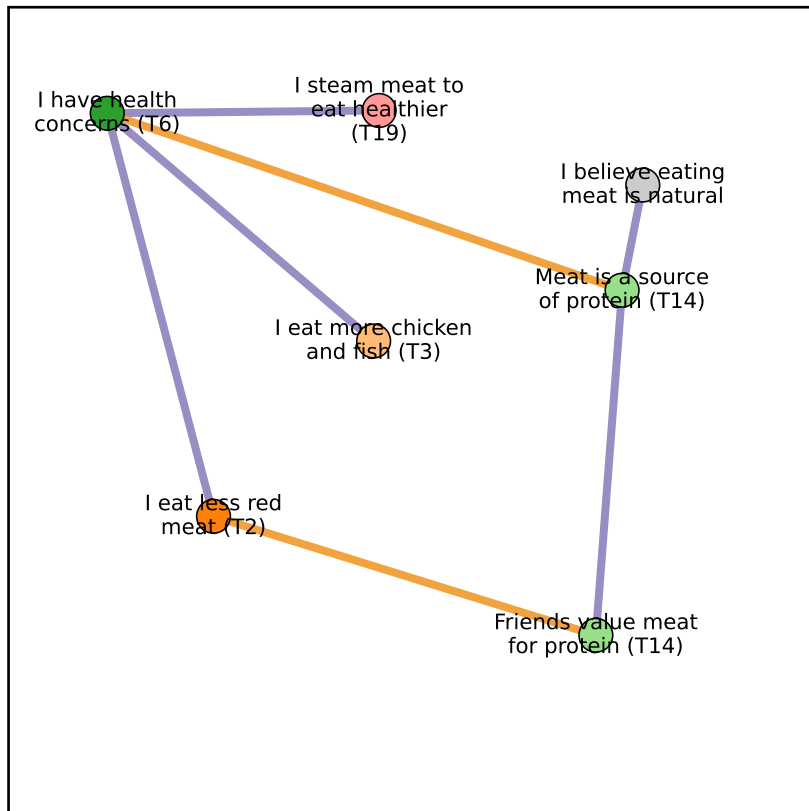 I have health
concerns (T6)
I steam meat to
eat healthier
(T19)
I believe eating
meat is natural
Meat is a source
of protein (T14)
I eat more chicken
and fish (T3)
I eat less red
meat (T2)
Friends value meat
for protein (T14)